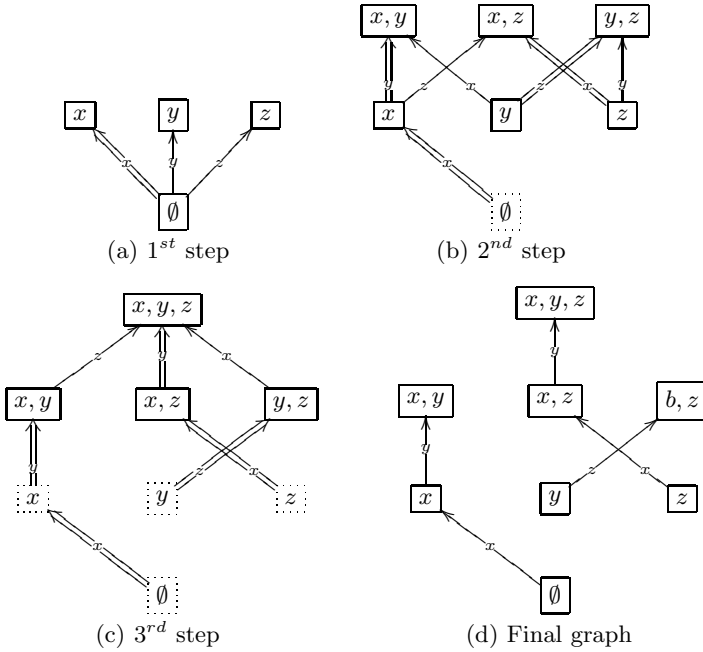 x, y x, z y, z
x y z
x y z y z x y z x y
x y z
x
∅ ∅
(a) 1st step (b) 2nd step
x, y, z x, y, z
z y x y
x, y x, z y, z x, y x, z b, z
y z x y z x
x y z x y z
x x
∅ ∅
(c) 3rd step (d) Final graph